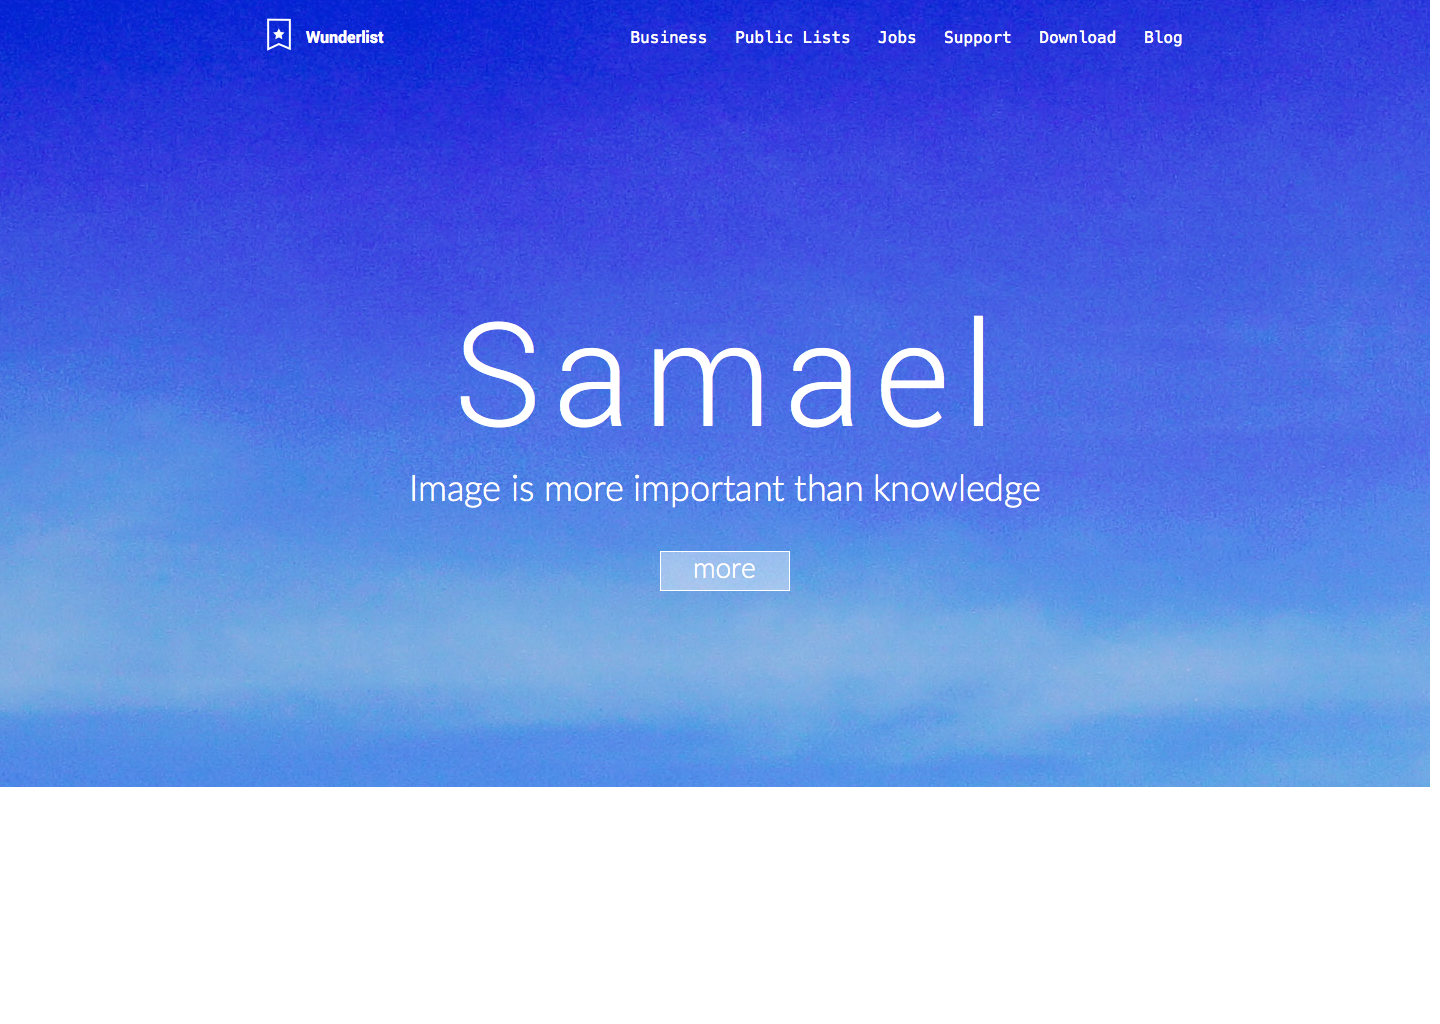 Wunderlist Business Public Lists Jobs Support Download Blog
Samael
Image is more important than knowledge
more